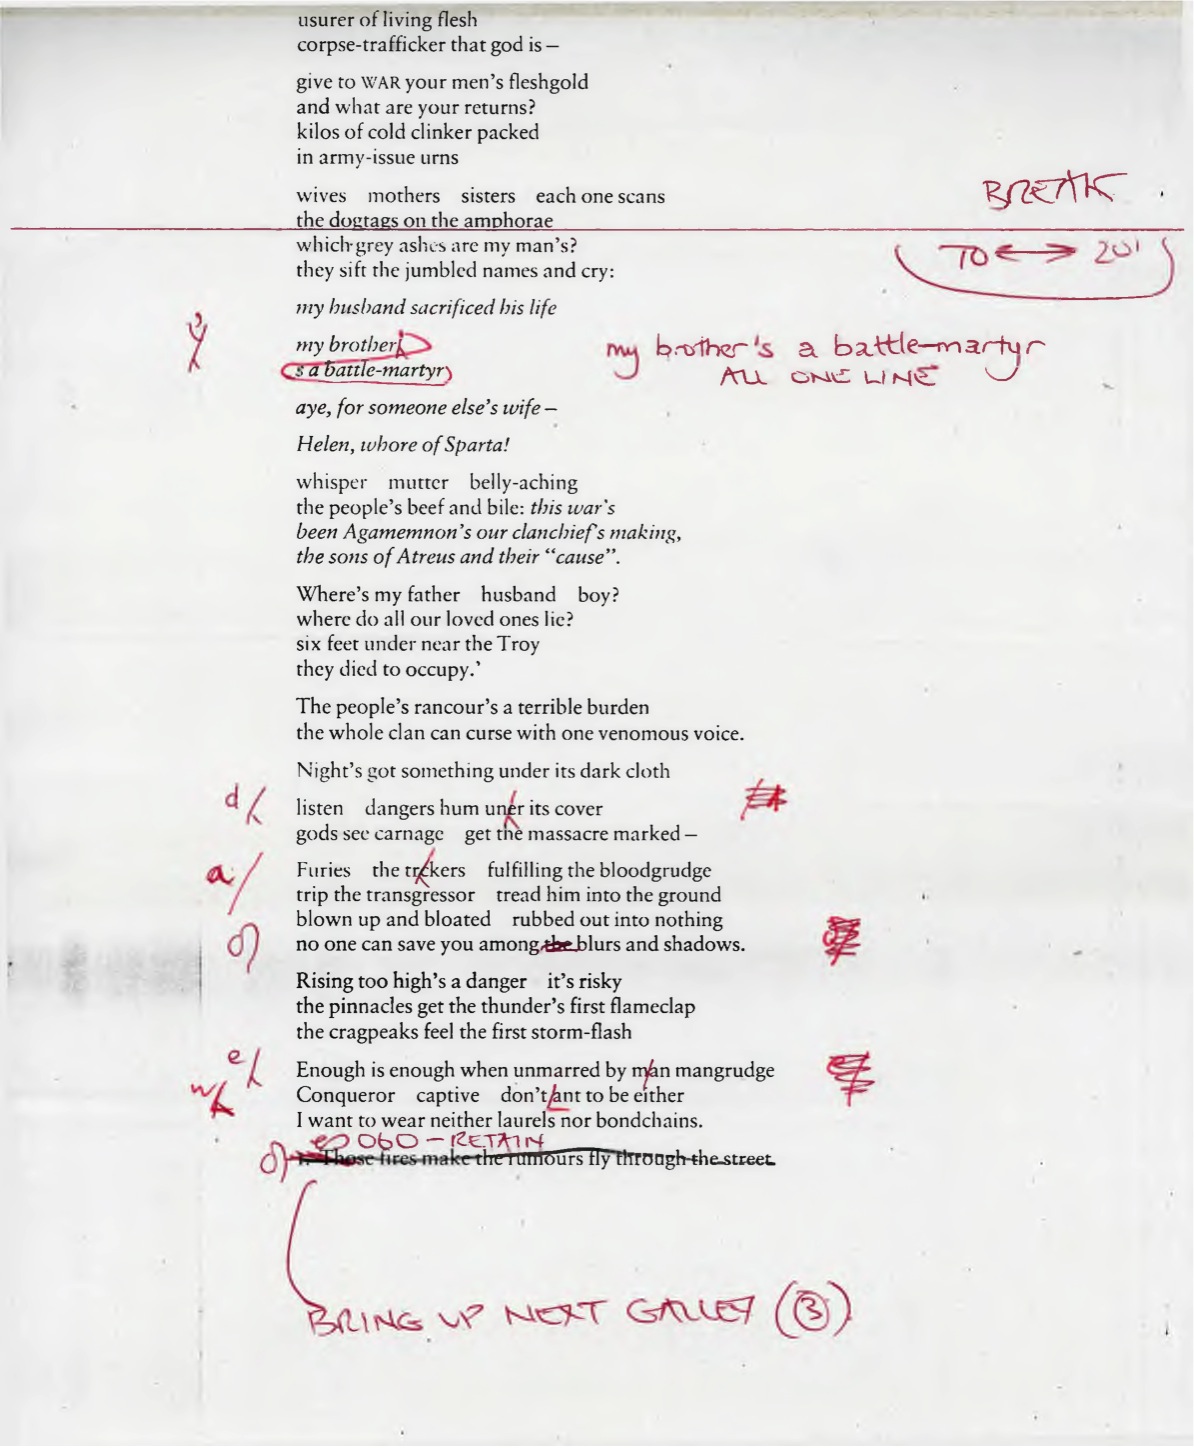 usurer of living flesh
corpse-trafficker that god is –
give to WAR your men's fleshgold
and what are your returns?
kilos of cold clinker packed
in army-issue urns
wives mothers sisters each one scans
BREAK
the dogtags on the amphorae
which grey ashes are my man's?
TO ↔ 201
they sift the jumbled names and cry:
my husband sacrificed his life
my brother
my brother's a battle-martyr
s a battle-martyr
ALL ONE LINE
aye, for someone else's wife –
Helen, whore of Sparta!
whisper mutter belly-aching
the people's beef and bile: this war's
been Agamemnon's our clanchief's making,
the sons of Atreus and their “cause”.
Where's my father husband boy?
where do all our loved ones lie?
six feet under near the Troy
they died to occupy.’
The people's rancour's a terrible burden
the whole clan can curse with one venomous voice.
Night's got something under its dark cloth
d/ listen dangers hum uner its cover
gods see carnage get the massacre marked –
a/ Furies the trckers fulfilling the bloodgrudge
trip the transgressor tread him into the ground
blown up and bloated rubbed out into nothing
no one can save you among the blurs and shadows.
Rising too high's a danger it's risky
the pinnacles get the thunder's first flameclap
the cragpeaks feel the first storm-flash
e/ Enough is enough when unmarred by man mangrudge
w/ Conqueror captive don't ant to be either
I want to wear neither laurels nor bondchains.
060 – RETAIN
1. Those fires make the rumours fly through the street
BRING UP NEXT GALLEY (3)